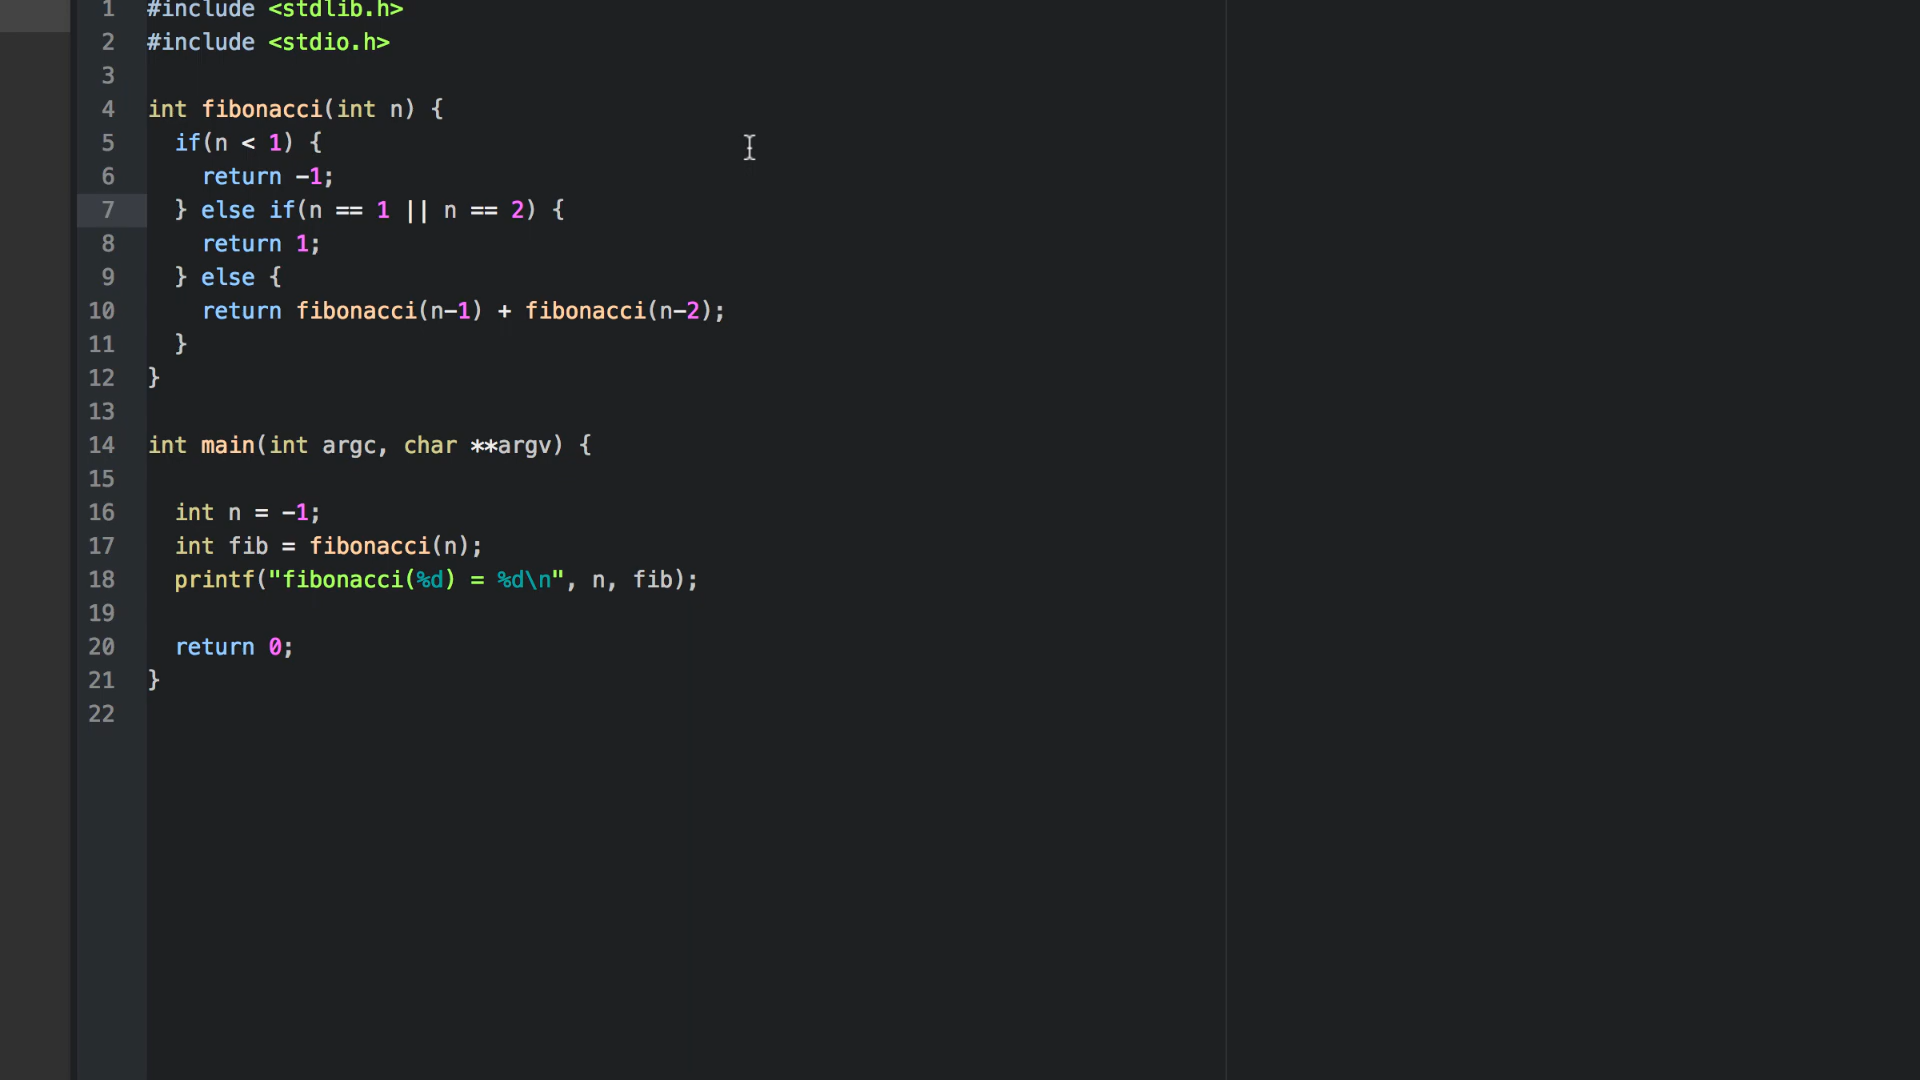 1 #include <stdlib.h>
2 #include <stdio.h>
3
4 int fibonacci(int n) {
5   if(n < 1) {
6     return -1;
7   } else if(n == 1 || n == 2) {
8     return 1;
9   } else {
10     return fibonacci(n-1) + fibonacci(n-2);
11   }
12 }
13
14 int main(int argc, char **argv) {
15
16   int n = -1;
17   int fib = fibonacci(n);
18   printf("fibonacci(%d) = %d\n", n, fib);
19
20   return 0;
21 }
22